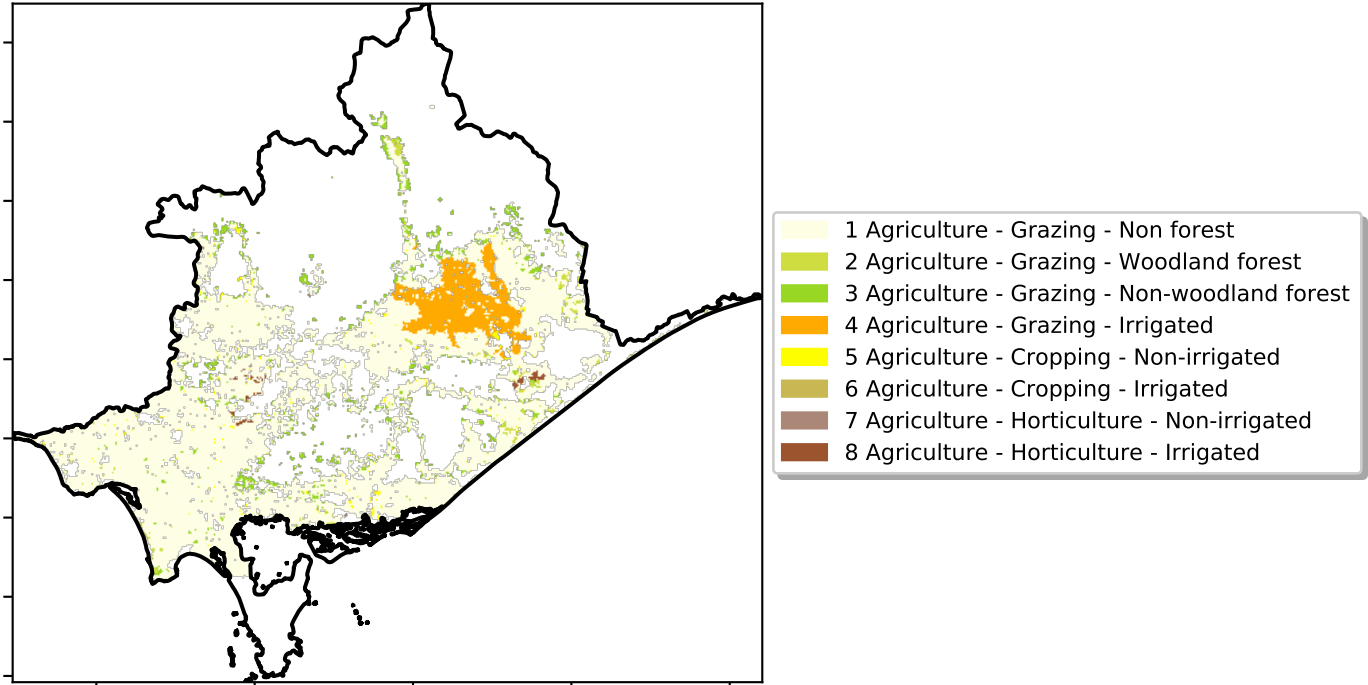 1 Agriculture - Grazing - Non forest
2 Agriculture - Grazing - Woodland forest
3 Agriculture - Grazing - Non-woodland forest
4 Agriculture - Grazing - Irrigated
5 Agriculture - Cropping - Non-irrigated
6 Agriculture - Cropping - Irrigated
7 Agriculture - Horticulture - Non-irrigated
8 Agriculture - Horticulture - Irrigated